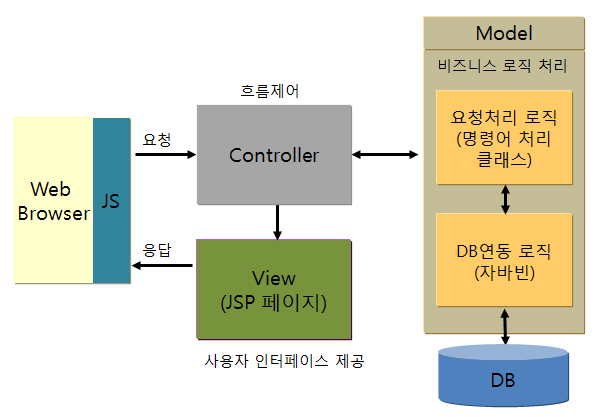 Model
비즈니스 로직 처리
흐름제어
요청처리 로직
(명령어 처리
클래스)
요청
Controller
Web
Browser
JS
응답
View
(JSP 페이지)
DB연동 로직
(자바빈)
사용자 인터페이스 제공
DB